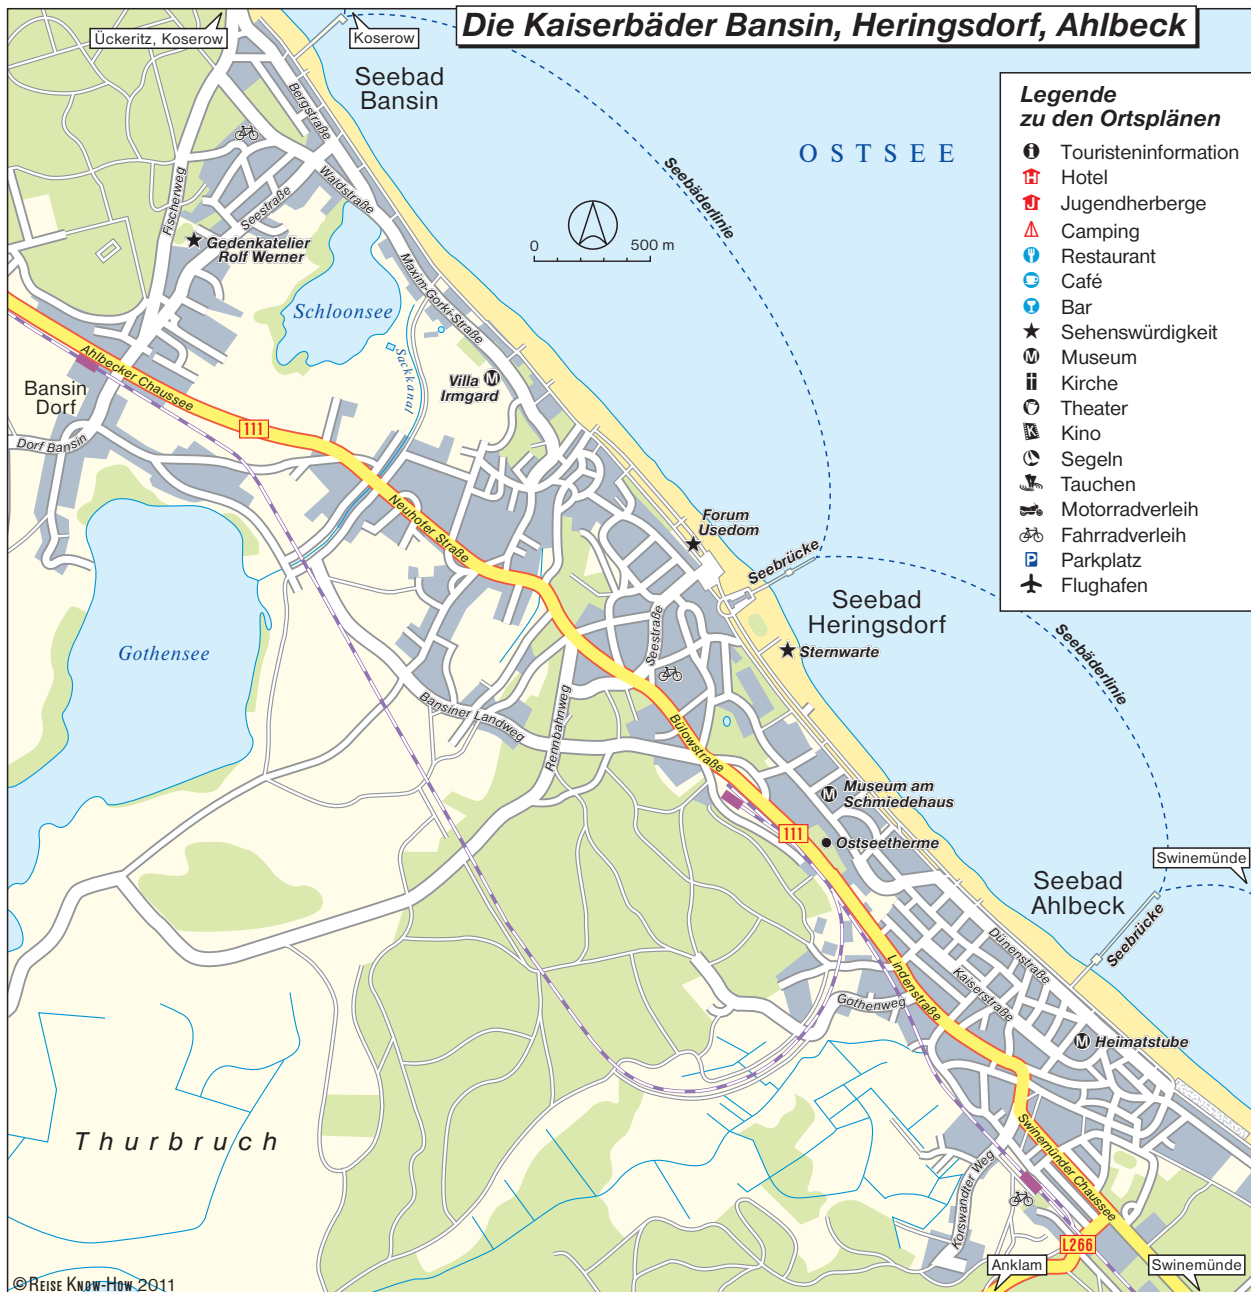 Die Kaiserbäder Bansin, Heringsdorf, Ahlbeck
Ückeritz, Koserow
Koserow
Seebad
Bansin
OSTSEE
Seebäderlinie
0 500 m
Legende
zu den Ortsplänen
Touristeninformation
Hotel
Jugendherberge
Camping
Restaurant
Café
Bar
Sehenswürdigkeit
Museum
Kirche
Theater
Kino
Segeln
Tauchen
Motorradverleih
Fahrradverleih
Parkplatz
Flughafen
Bergstraße
Waldstraße
Fischerweg
Seestraße
Gedenkatelier
Rolf Werner
Schloonsee
Maxim-Gorki-Straße
Sackkanal
Villa
Irmgard
Ahlbecker Chaussee
Bansin
Dorf
111
Dorf Bansin
Neuhofer Straße
Forum
Usedom
Seebrücke
Seebad
Heringsdorf
Sternwarte
Seebäderlinie
Gothensee
Seestraße
Bansiner Landweg
Rennbahnweg
Bülowstraße
Museum am
Schmiedehaus
111
Ostseetherme
Swinemünde
Seebad
Ahlbeck
Seebrücke
Dünenstraße
Kaiserstraße
Lindenstraße
Gothenweg
Heimatstube
Thurbruch
Swinemünder Chaussee
Korswandter Weg
L266
Anklam
Swinemünde
© REISE KNOW-HOW 2011